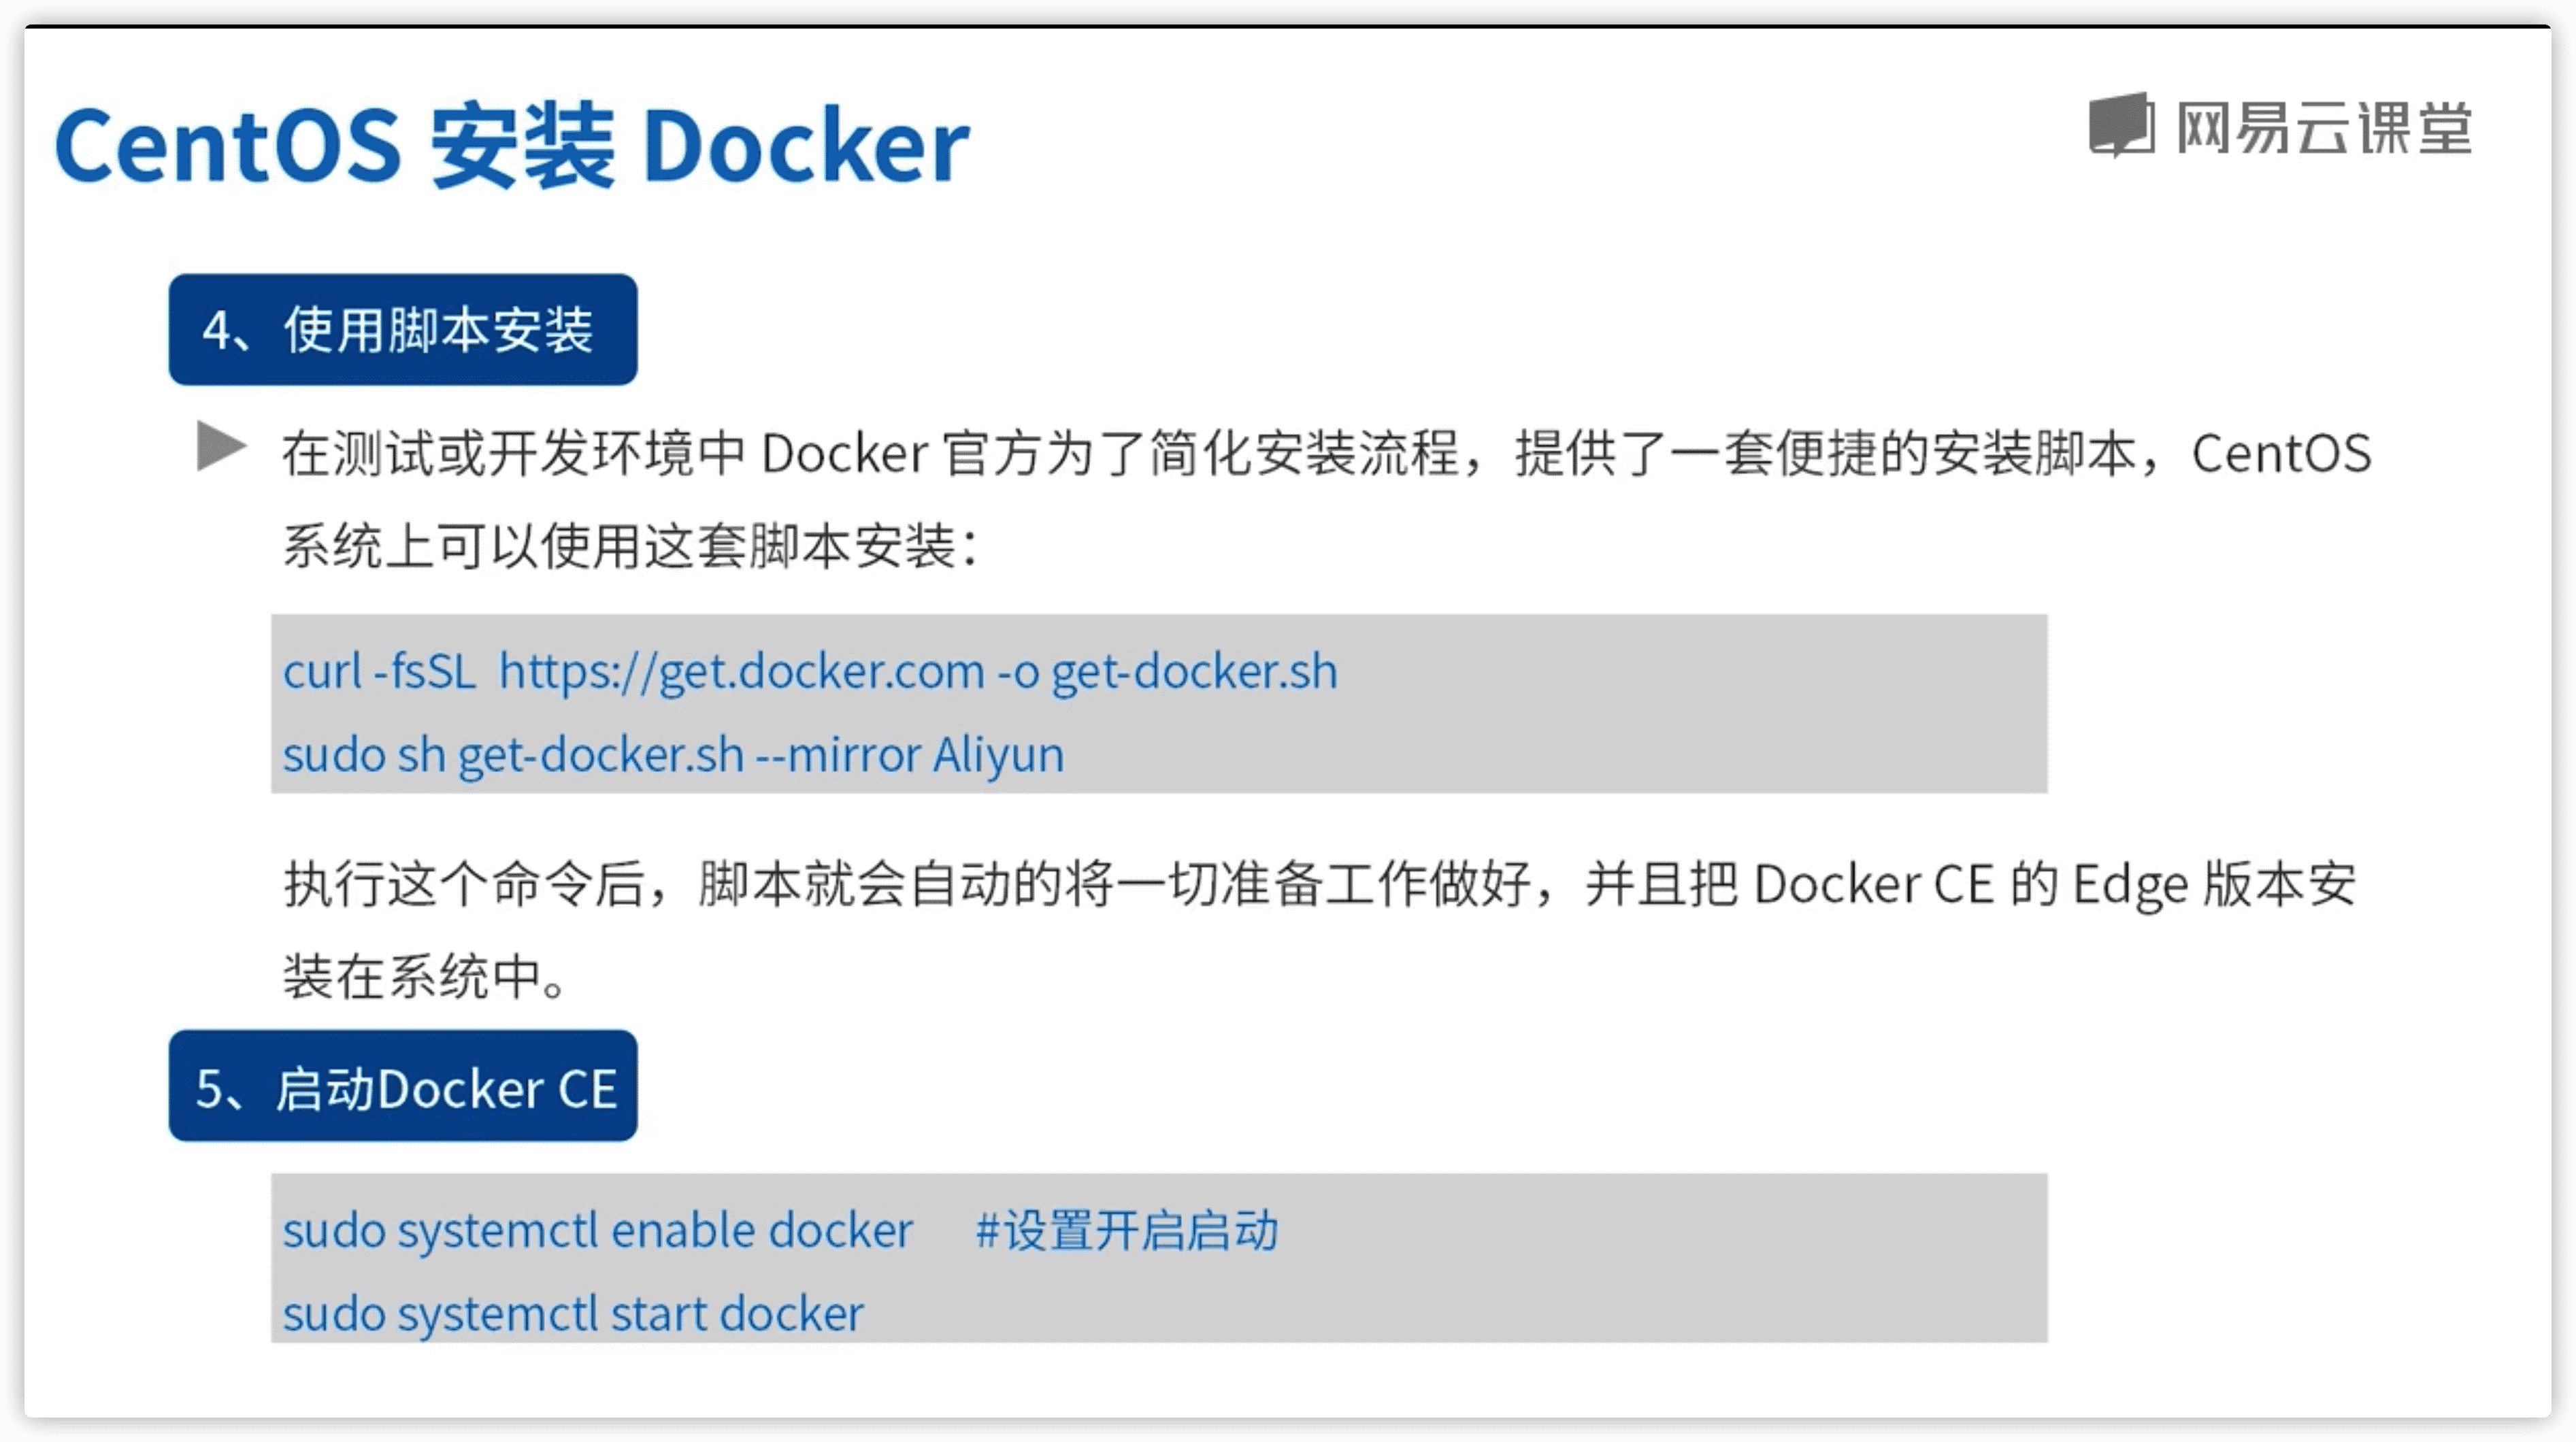 CentOS 安装 Docker
网易云课堂
4、使用脚本安装
在测试或开发环境中 Docker 官方为了简化安装流程，提供了一套便捷的安装脚本，CentOS
系统上可以使用这套脚本安装：
curl -fsSL  https://get.docker.com -o get-docker.sh
sudo sh get-docker.sh --mirror Aliyun
执行这个命令后，脚本就会自动的将一切准备工作做好，并且把 Docker CE 的 Edge 版本安
装在系统中。
5、启动Docker CE
sudo systemctl enable docker     #设置开启启动
sudo systemctl start docker